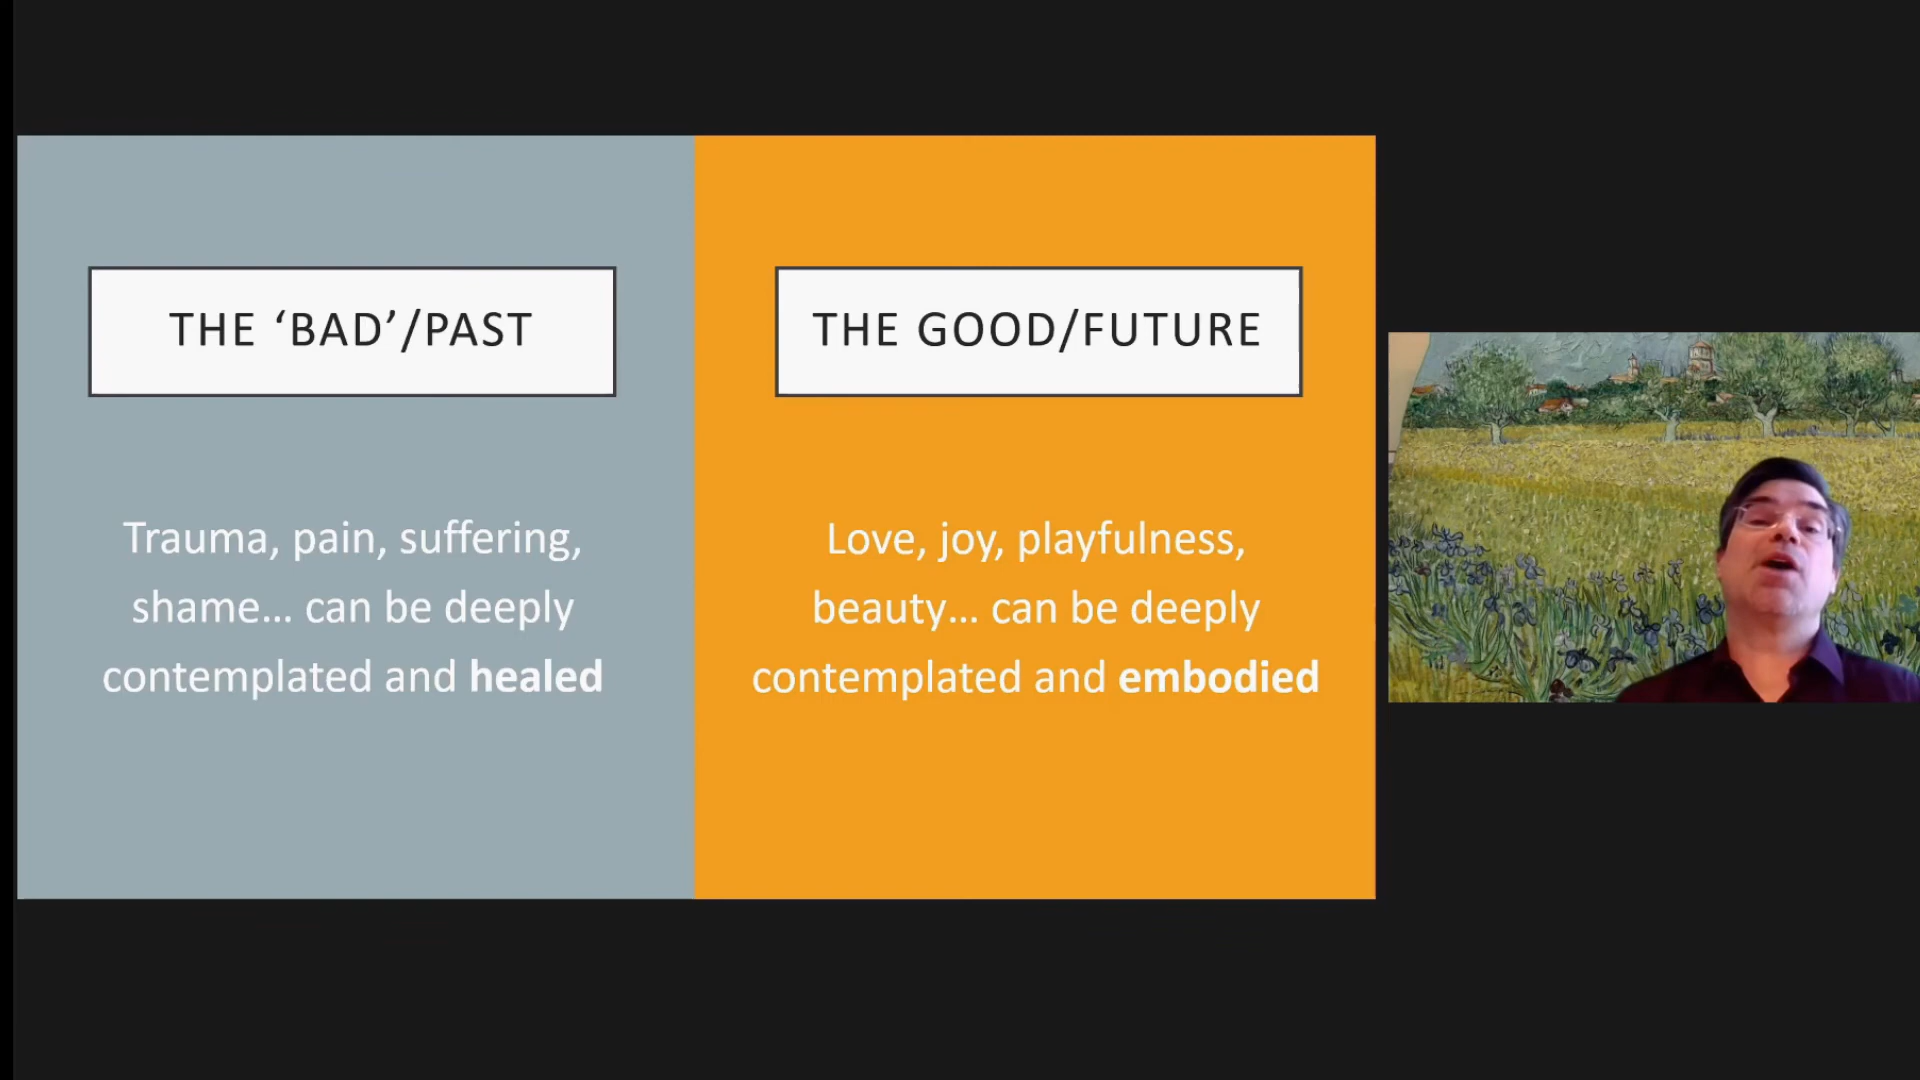 THE ‘BAD’/PAST
Trauma, pain, suffering,
shame... can be deeply
contemplated and healed
THE GOOD/FUTURE
Love, joy, playfulness,
beauty... can be deeply
contemplated and embodied